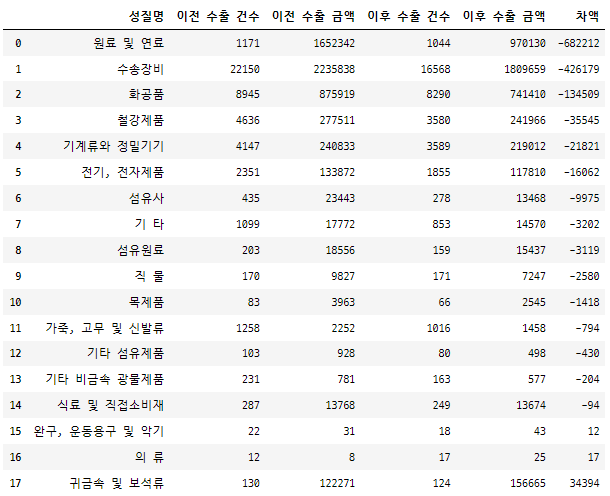 성질명 이전 수출 건수 이전 수출 금액 이후 수출 건수 이후 수출 금액 차액
0 원료 및 연료 1171 1652342 1044 970130 -682212
1 수송장비 22150 2235838 16568 1809659 -426179
2 화공품 8945 875919 8290 741410 -134509
3 철강제품 4636 277511 3580 241966 -35545
4 기계류와 정밀기기 4147 240833 3589 219012 -21821
5 전기, 전자제품 2351 133872 1855 117810 -16062
6 섬유사 435 23443 278 13468 -9975
7 기 타 1099 17772 853 14570 -3202
8 섬유원료 203 18556 159 15437 -3119
9 직 물 170 9827 171 7247 -2580
10 목제품 83 3963 66 2545 -1418
11 가죽, 고무 및 신발류 1258 2252 1016 1458 -794
12 기타 섬유제품 103 928 80 498 -430
13 기타 비금속 광물제품 231 781 163 577 -204
14 식료 및 직접소비재 287 13768 249 13674 -94
15 완구, 운동용구 및 악기 22 31 18 43 12
16 의 류 12 8 17 25 17
17 귀금속 및 보석류 130 122271 124 156665 34394